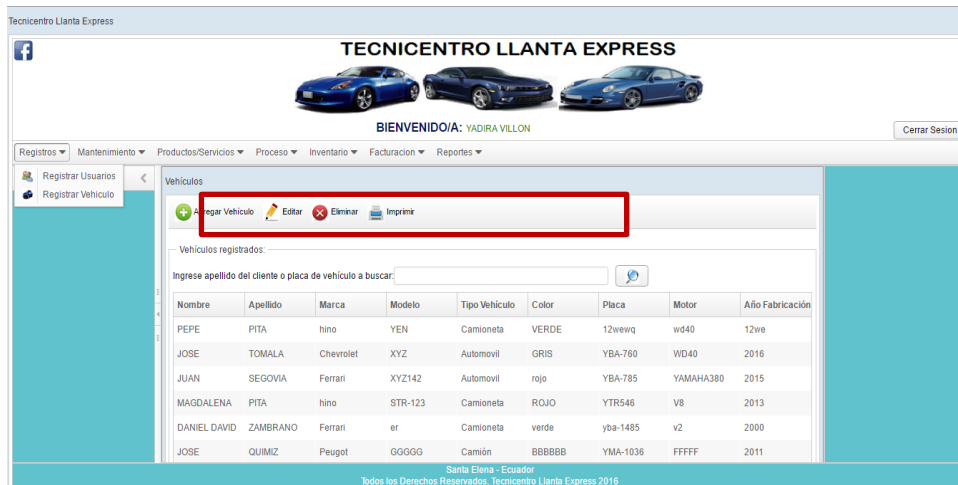 Tecnicentro Llanta Express
TECNICENTRO LLANTA EXPRESS
BIENVENIDO/A: YADIRA VILLON
Cerrar Sesion
Registros Mantenimiento Productos/Servicios Proceso Inventario Facturacion Reportes
Registrar Usuarios
Registrar Vehiculo
Vehículos
Agregar Vehículo Editar Eliminar Imprimir
Vehículos registrados:
Ingrese apellido del cliente o placa de vehículo a buscar:
Nombre Apellido Marca Modelo Tipo Vehículo Color Placa Motor Año Fabricación
PEPE PITA hino YEN Camioneta VERDE 12wewq wd40 12we
JOSE TOMALA Chevrolet XYZ Automovil GRIS YBA-760 WD40 2016
JUAN SEGOVIA Ferrari XYZ142 Automovil rojo YBA-785 YAMAHA380 2015
MAGDALENA PITA hino STR-123 Camioneta ROJO YTR546 V8 2013
DANIEL DAVID ZAMBRANO Ferrari er Camioneta verde yba-1485 v2 2000
JOSE QUIMIZ Peugot GGGGG Camión BBBBBB YMA-1036 FFFFF 2011
Santa Elena - Ecuador
Todos los Derechos Reservados, Tecnicentro Llanta Express 2016